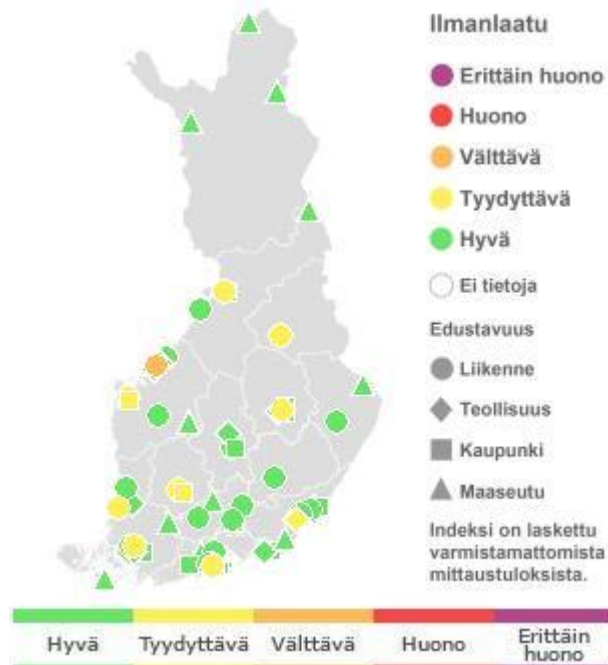 Ilmanlaatu
Erittäin huono
Huono
Välttävä
Tyydyttävä
Hyvä
Ei tietoja
Edustavuus
Liikenne
Teollisuus
Kaupunki
Maaseutu
Indeksi on laskettu
varmistamattomista
mittaustuloksista.
Hyvä Tyydyttävä Välttävä Huono Erittäin
huono